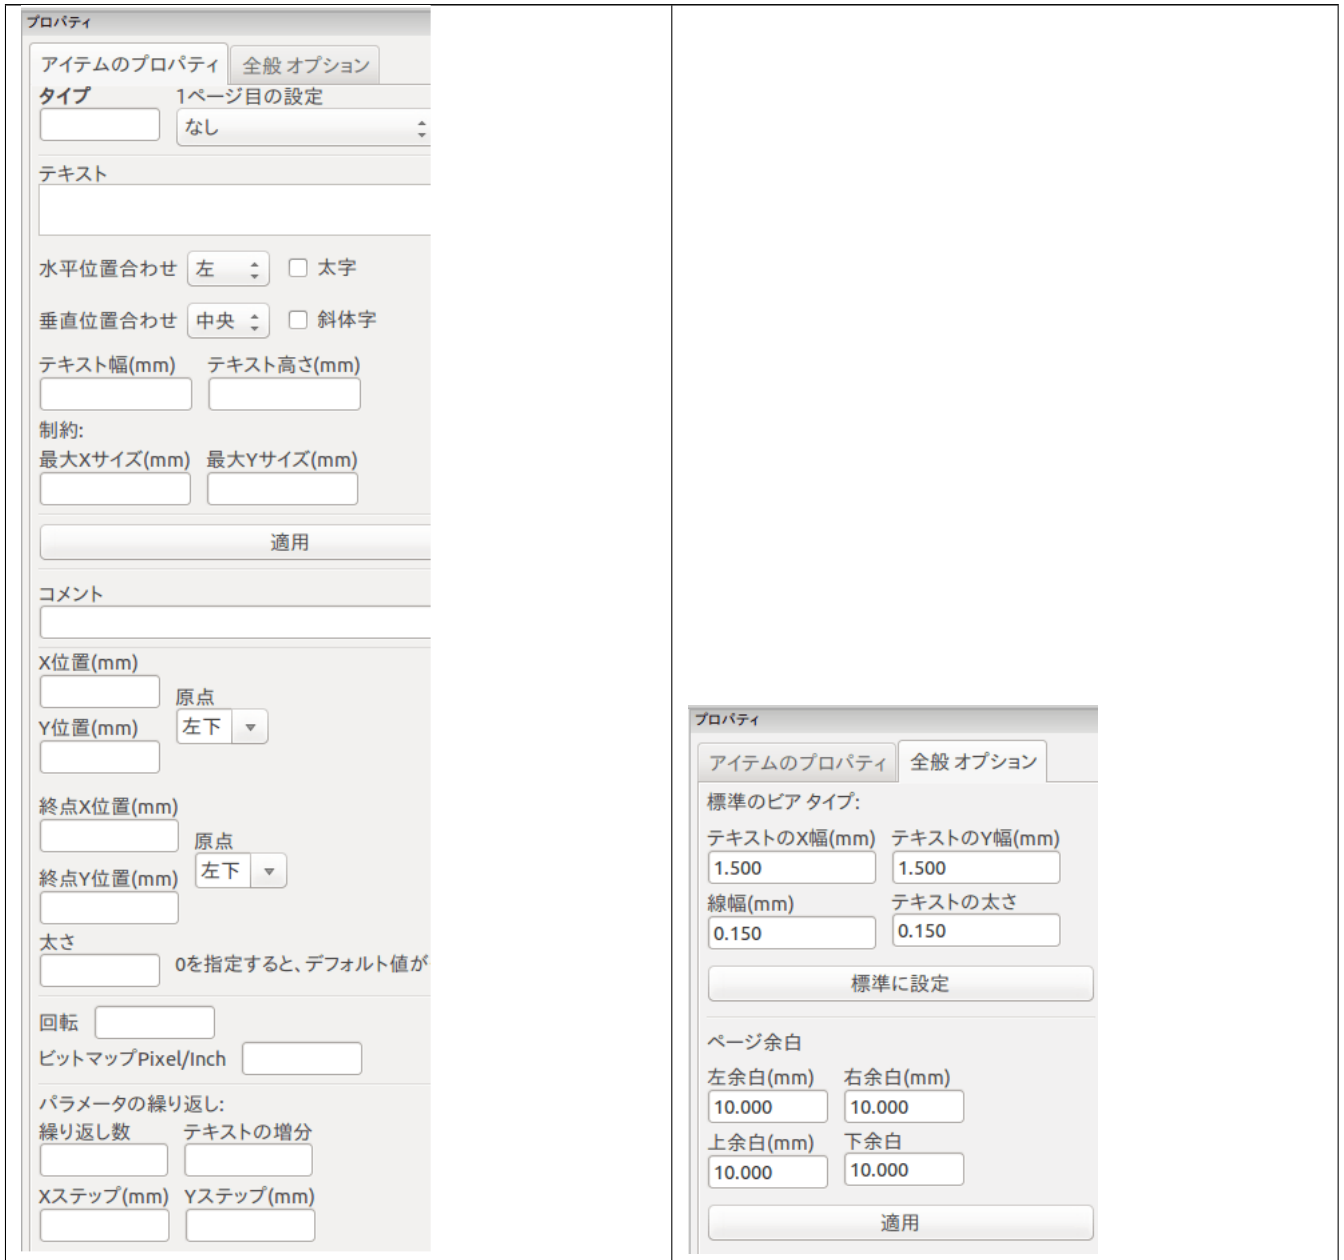 プロパティ
アイテムのプロパティ 全般 オプション
タイプ 1ページ目の設定
なし
テキスト
水平位置合わせ 左 太字
垂直位置合わせ 中央 斜体字
テキスト幅(mm) テキスト高さ(mm)
制約:
最大Xサイズ(mm) 最大Yサイズ(mm)
適用
コメント
X位置(mm)
原点
Y位置(mm) 左下
終点X位置(mm)
原点
終点Y位置(mm) 左下
太さ
0を指定すると、デフォルト値が
回転
ビットマップPixel/Inch
パラメータの繰り返し:
繰り返し数 テキストの増分
Xステップ(mm) Yステップ(mm)
プロパティ
アイテムのプロパティ 全般 オプション
標準のビア タイプ:
テキストのX幅(mm) テキストのY幅(mm)
1.500 1.500
線幅(mm) テキストの太さ
0.150 0.150
標準に設定
ページ余白
左余白(mm) 右余白(mm)
10.000 10.000
上余白(mm) 下余白
10.000 10.000
適用